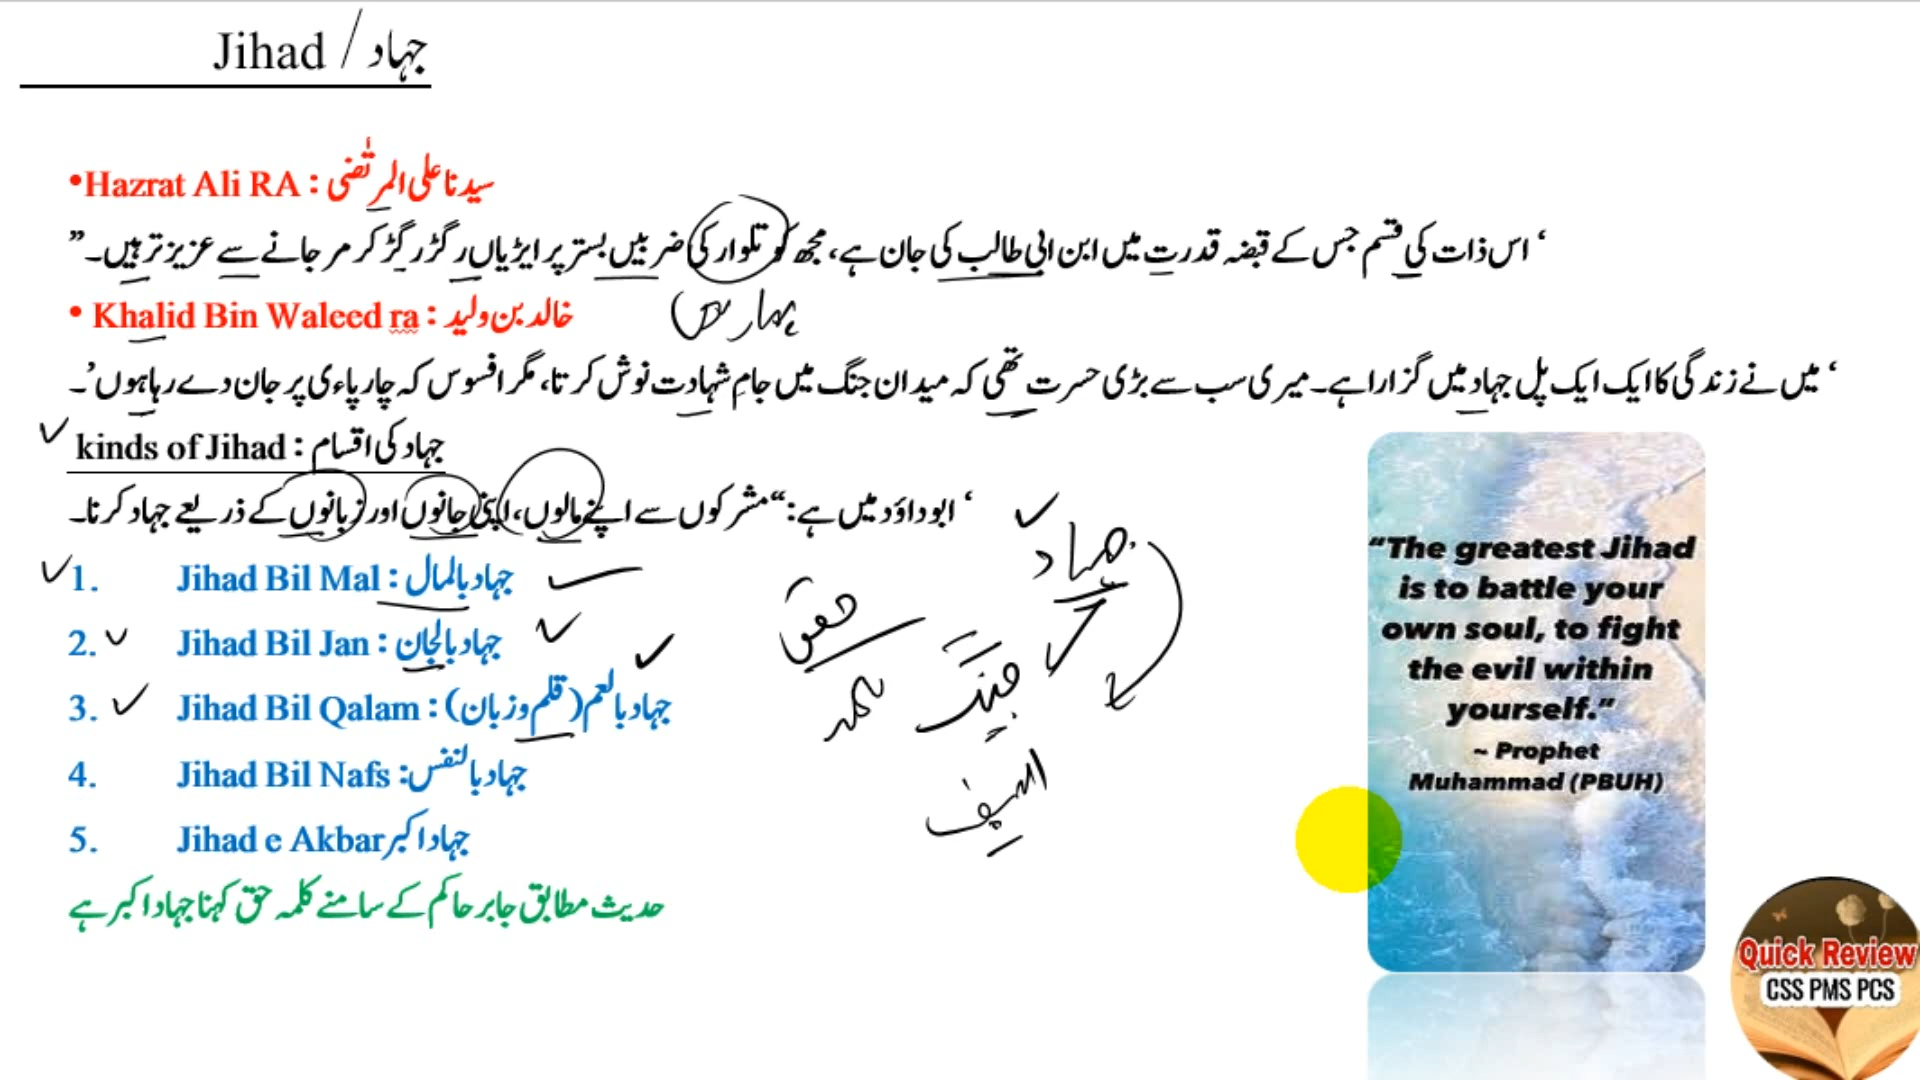 Jihad / جہاد
•Hazrat Ali RA : سیدنا علی المرتضٰی
‘ اس ذات کی قسم جس کے قبضہ قدرت میں ابن ابی طالب کی جان ہے، مجھ کو تلوار کی ضربیں بستر پر ایڑیاں رگڑ رگڑ کر مر جانے سے عزیز تر ہیں۔”
• Khalid Bin Waleed ra : خالد بن ولید
‘ میں نے زندگی کا ایک ایک پل جہاد میں گزارا ہے۔ میری سب سے بڑی حسرت تھی کہ میدان جنگ میں جامِ شہادت نوش کرتا، مگر افسوس کہ چارپاءی پر جان دے رہا ہوں’۔
kinds of Jihad : جہاد کی اقسام
‘ ابوداؤد میں ہے: “مشرکوں سے اپنے مالوں، اپنی جانوں اور زبانوں کے ذریعے جہاد کرنا۔
1. Jihad Bil Mal : جہاد بالمال
2. Jihad Bil Jan : جہاد بالجان
3. Jihad Bil Qalam : جہاد بالعم(قلم و زبان)
4. Jihad Bil Nafs: جہاد بالنفس
5. Jihad e Akbar جہاد اکبر
حدیث مطابق جابر حاکم کے سامنے کلمہ حق کہنا جہاد اکبر ہے
جہاد
جنگ
السیف
“The greatest Jihad
is to battle your
own soul, to fight
the evil within
yourself.”
~ Prophet
Muhammad (PBUH)
Quick Review
CSS PMS PCS